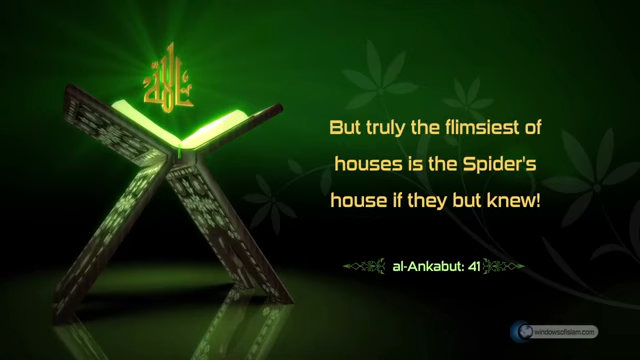 But truly the flimsiest of
houses is the Spider's
house if they but knew!
al-Ankabut: 41
windowsofislam.com